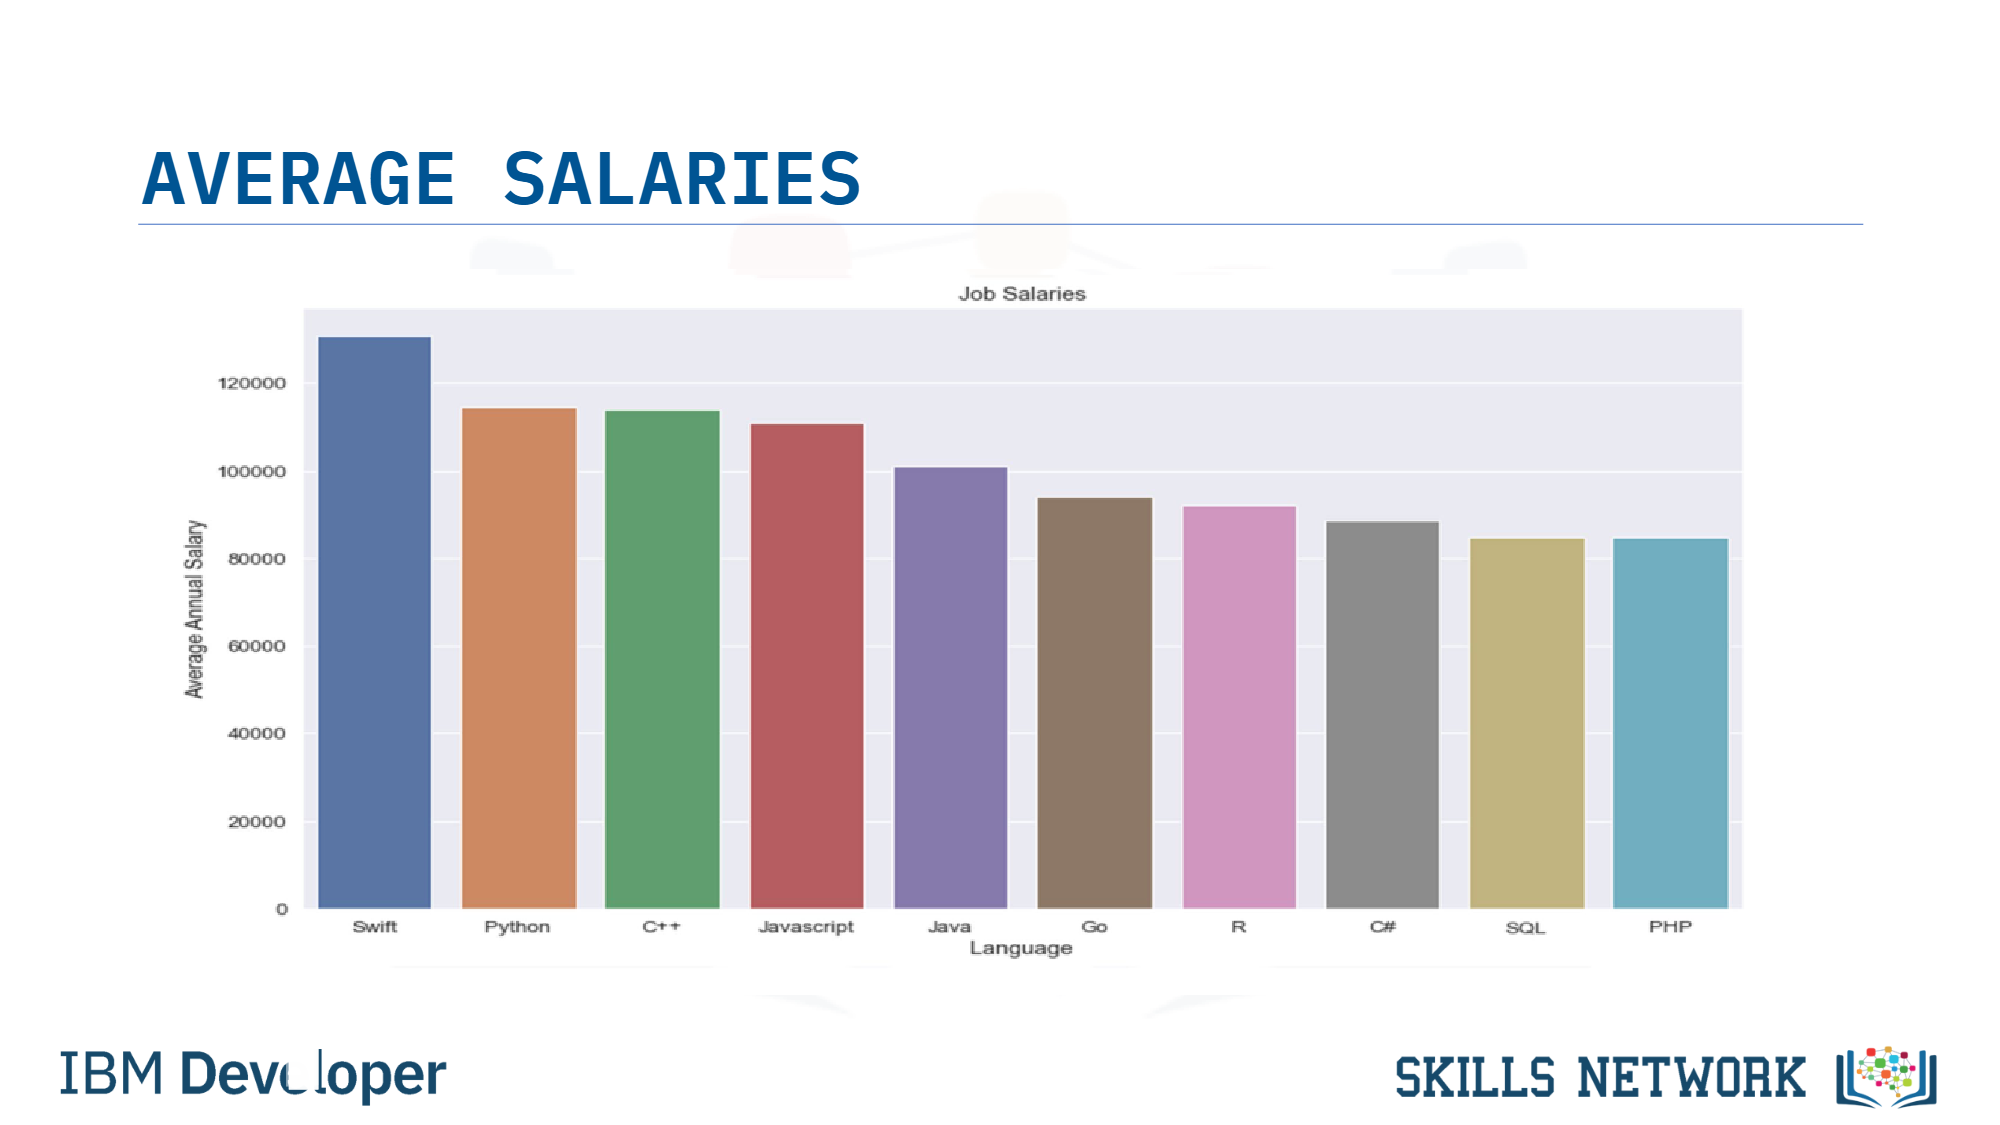 AVERAGE SALARIES
Job Salaries
120000
100000
80000
60000
40000
20000
0
Average Annual Salary
Swift Python C++ Javascript Java Go R C# SQL PHP
Language
IBM Developer
SKILLS NETWORK